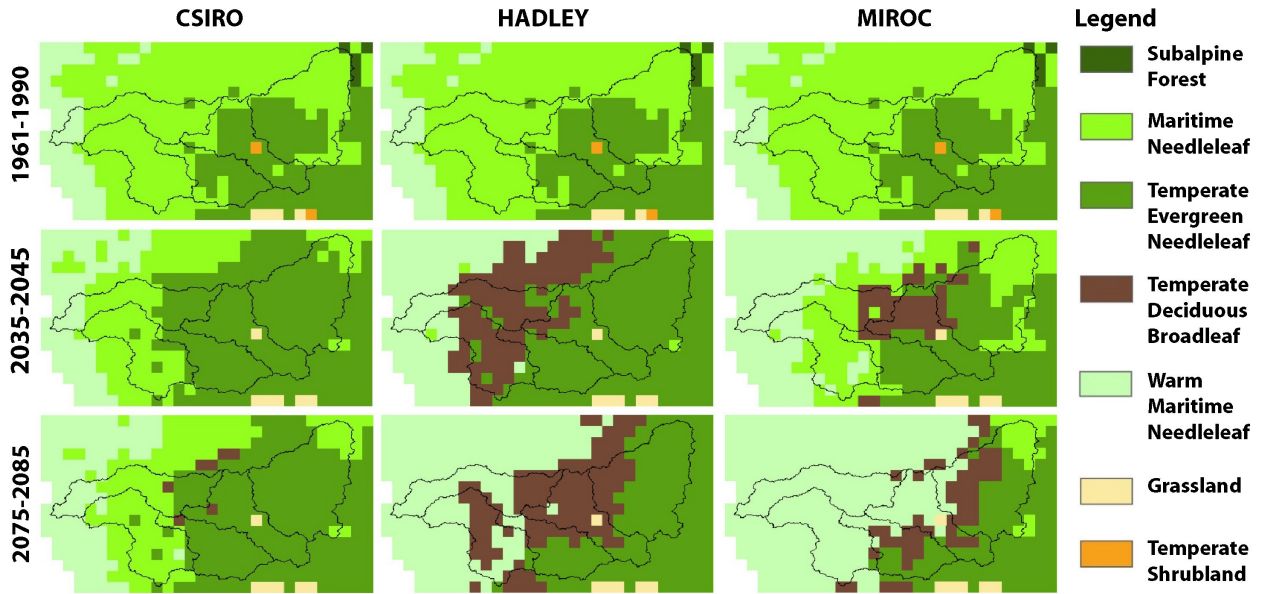 CSIRO
HADLEY
MIROC
Legend
1961-1990
2035-2045
2075-2085
Subalpine
Forest
Maritime
Needleleaf
Temperate
Evergreen
Needleleaf
Temperate
Deciduous
Broadleaf
Warm
Maritime
Needleleaf
Grassland
Temperate
Shrubland